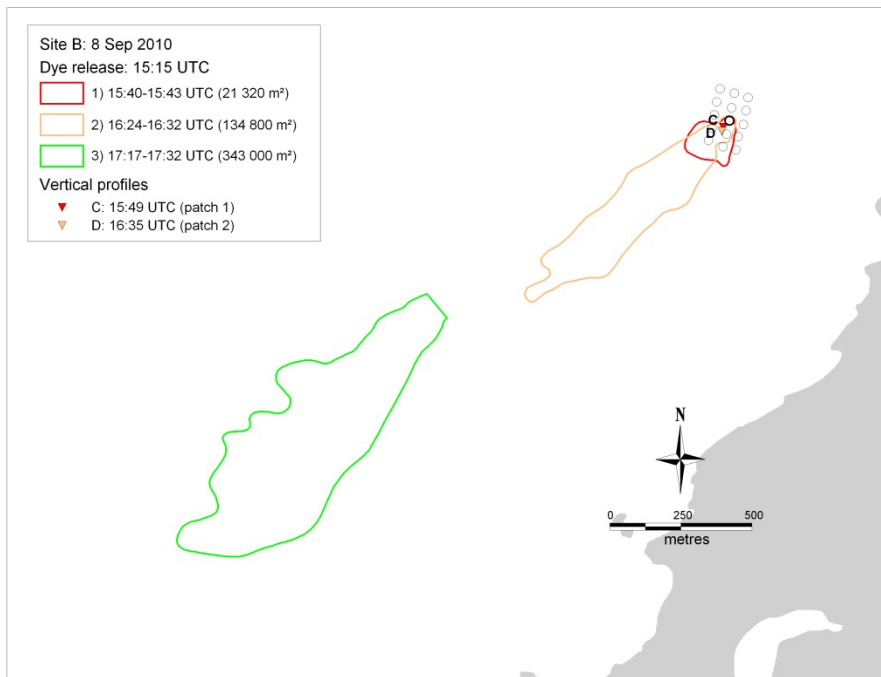 Site B: 8 Sep 2010
Dye release: 15:15 UTC
1) 15:40-15:43 UTC (21 320 m²)
2) 16:24-16:32 UTC (134 800 m²)
3) 17:17-17:32 UTC (343 000 m²)
Vertical profiles
C: 15:49 UTC (patch 1)
D: 16:35 UTC (patch 2)
C O
D
N
0 250 500
metres